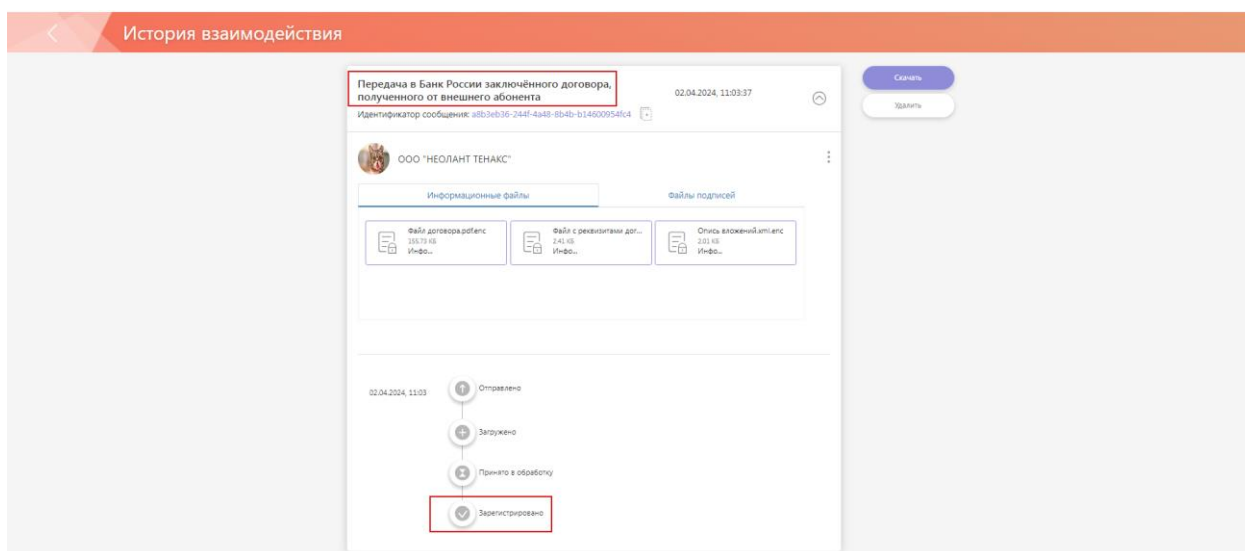 История взаимодействия
Передача в Банк России заключённого договора,
полученного от внешнего абонента
02.04.2024, 11:03:37
Идентификатор сообщения: a8b3eb36-244f-4a48-8b4b-b14600954fc4
Скачать
Удалить
ООО "НЕОЛАНТ ТЕНАКС"
Информационные файлы
Файлы подписей
Файл договора.pdf.enc
155.73 КБ
Инфо...
Файл с реквизитами дог...
2.41 КБ
Инфо...
Опись вложений.xml.enc
2.01 КБ
Инфо...
02.04.2024, 11:03
Отправлено
Загружено
Принято в обработку
Зарегистрировано